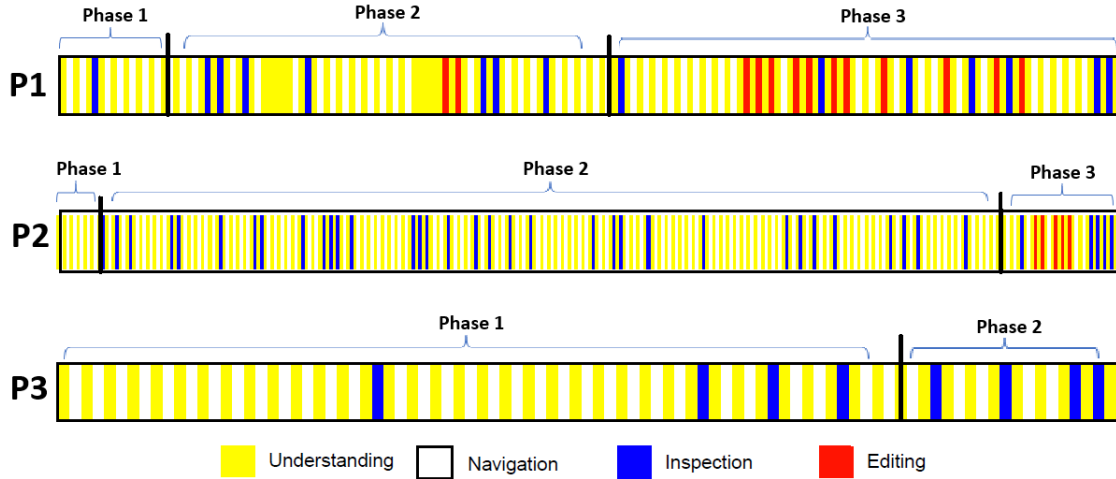 Phase 1
Phase 2
Phase 3
P1
Phase 1
Phase 2
Phase 3
P2
Phase 1
Phase 2
P3
Understanding
Navigation
Inspection
Editing